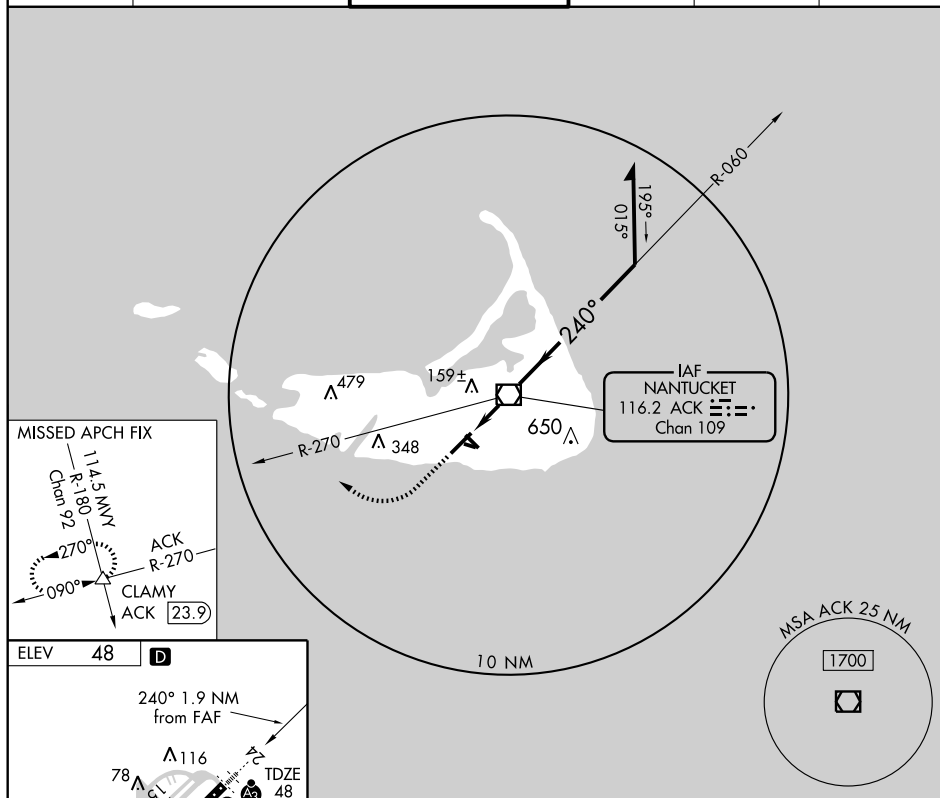 R-060
195°
015°
240°
IAF
NANTUCKET
116.2 ACK
Chan 109
479
159±
650
R-270
348
MISSED APCH FIX
114.5 MVY
R-180
Chan 92
270°
090°
ACK
R-270
CLAMY
ACK 23.9
10 NM
MSA ACK 25 NM
1700
ELEV 48 D
240° 1.9 NM
from FAF
24
116
78
TDZE
48
15
A3